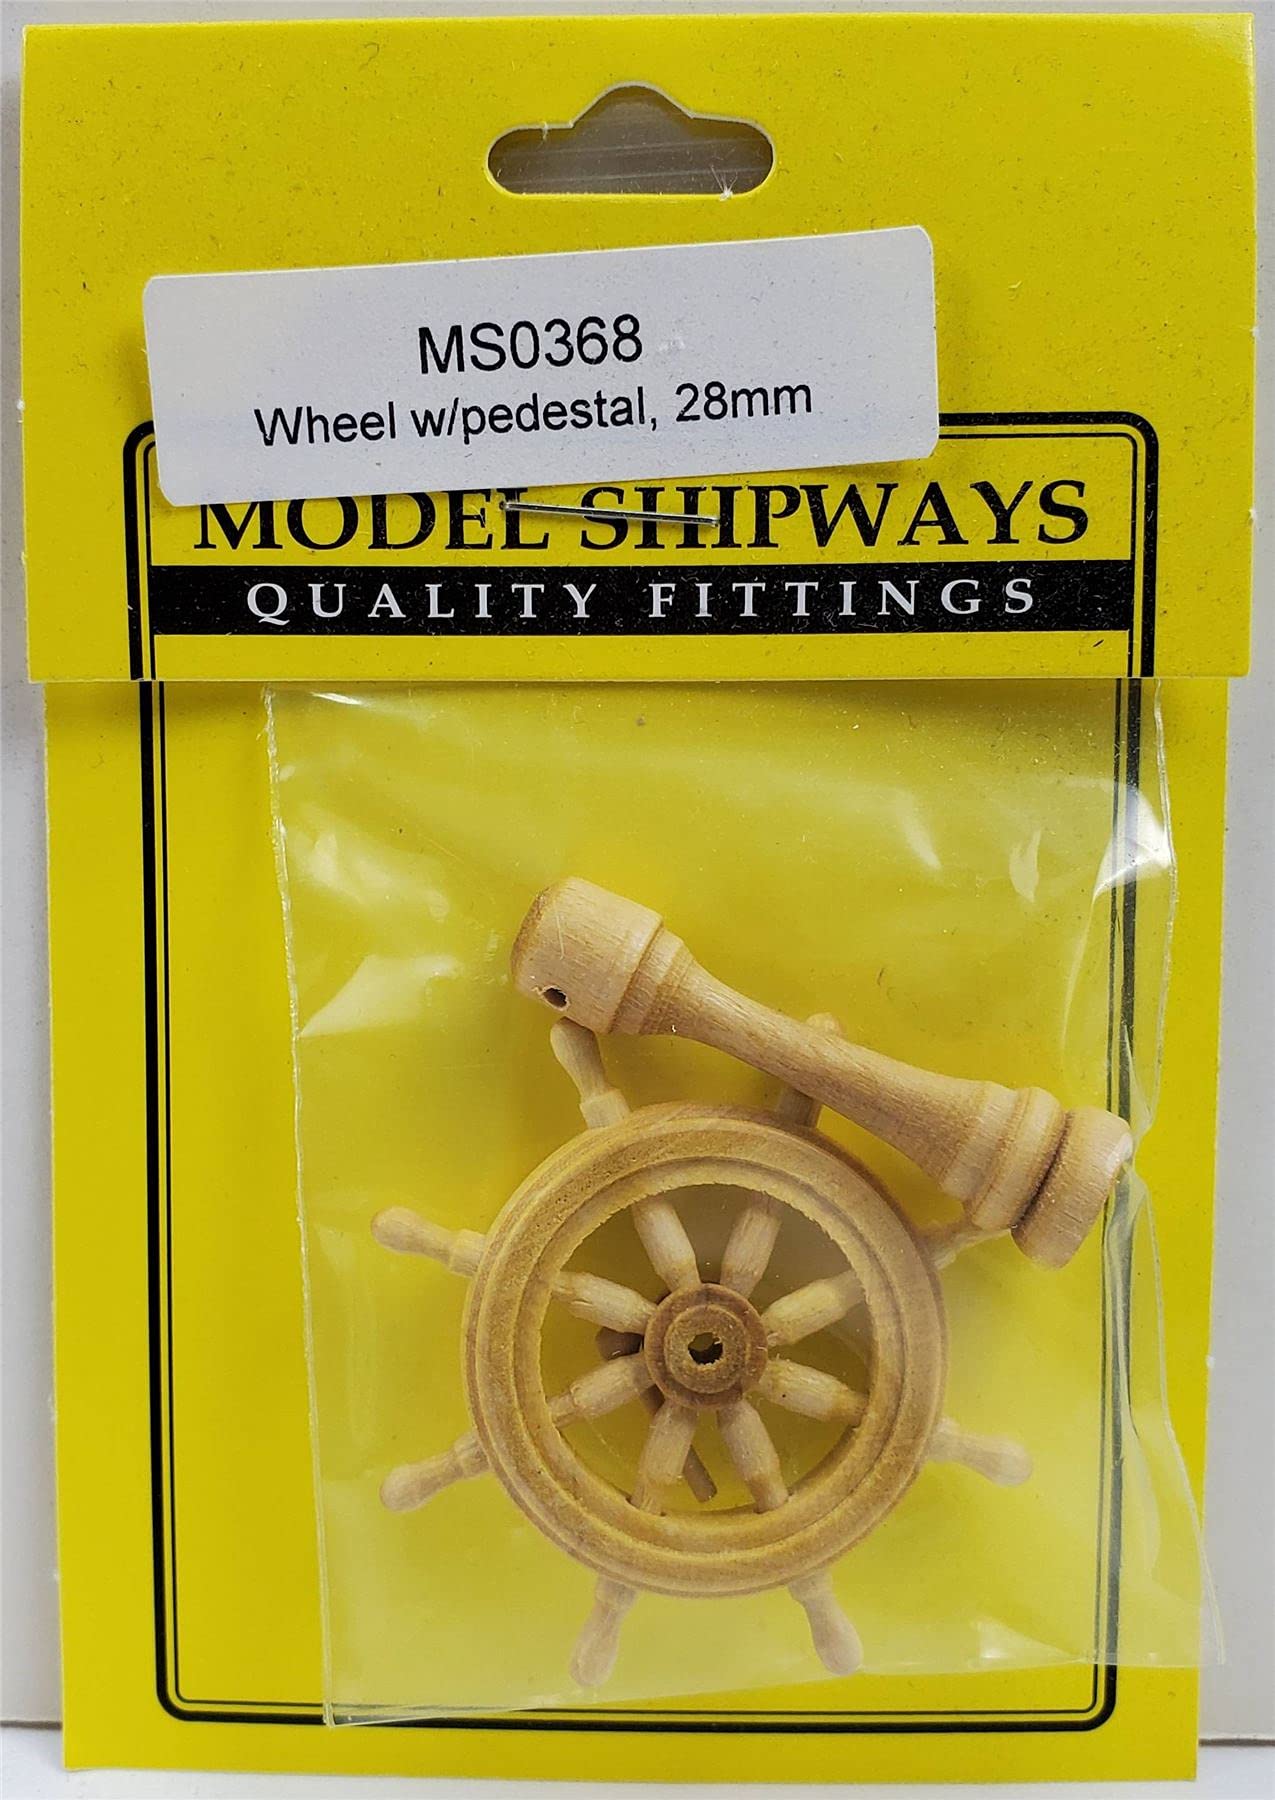 MS0368
Wheel w/pedestal, 28mm
MODEL SHIPWAYS
QUALITY FITTINGS